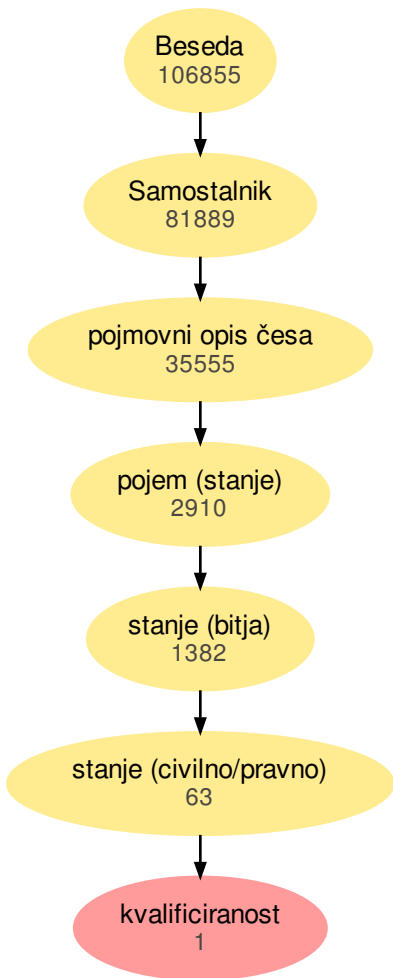 Beseda
106855
Samostalnik
81889
pojmovni opis česa
35555
pojem (stanje)
2910
stanje (bitja)
1382
stanje (civilno/pravno)
63
kvalificiranost
1